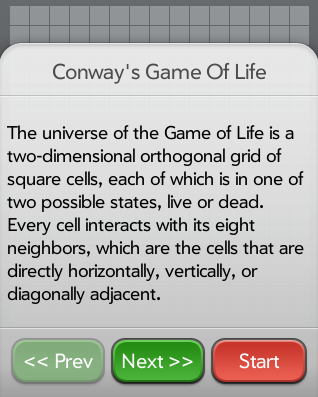 Conway's Game Of Life
The universe of the Game of Life is a
two-dimensional orthogonal grid of
square cells, each of which is in one of
two possible states, live or dead.
Every cell interacts with its eight
neighbors, which are the cells that are
directly horizontally, vertically, or
diagonally adjacent.
<< Prev Next >> Start